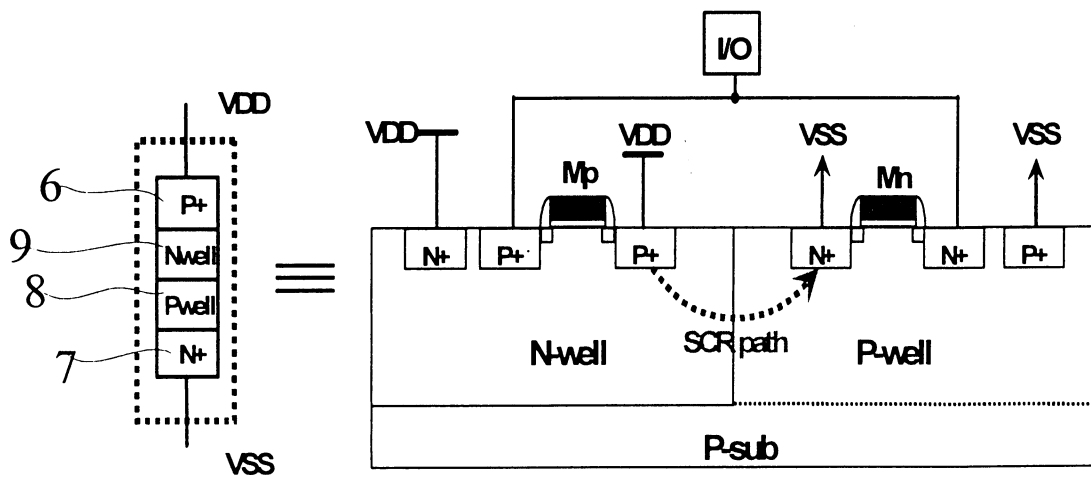 VDD
6
P+
9
Nwell
8
Pwell
7
N+
VSS
I/O
VDD
VDD
VSS
VSS
Mp
Mn
N+
P+
P+
N+
N+
P+
SCR path
N-well
P-well
P-sub